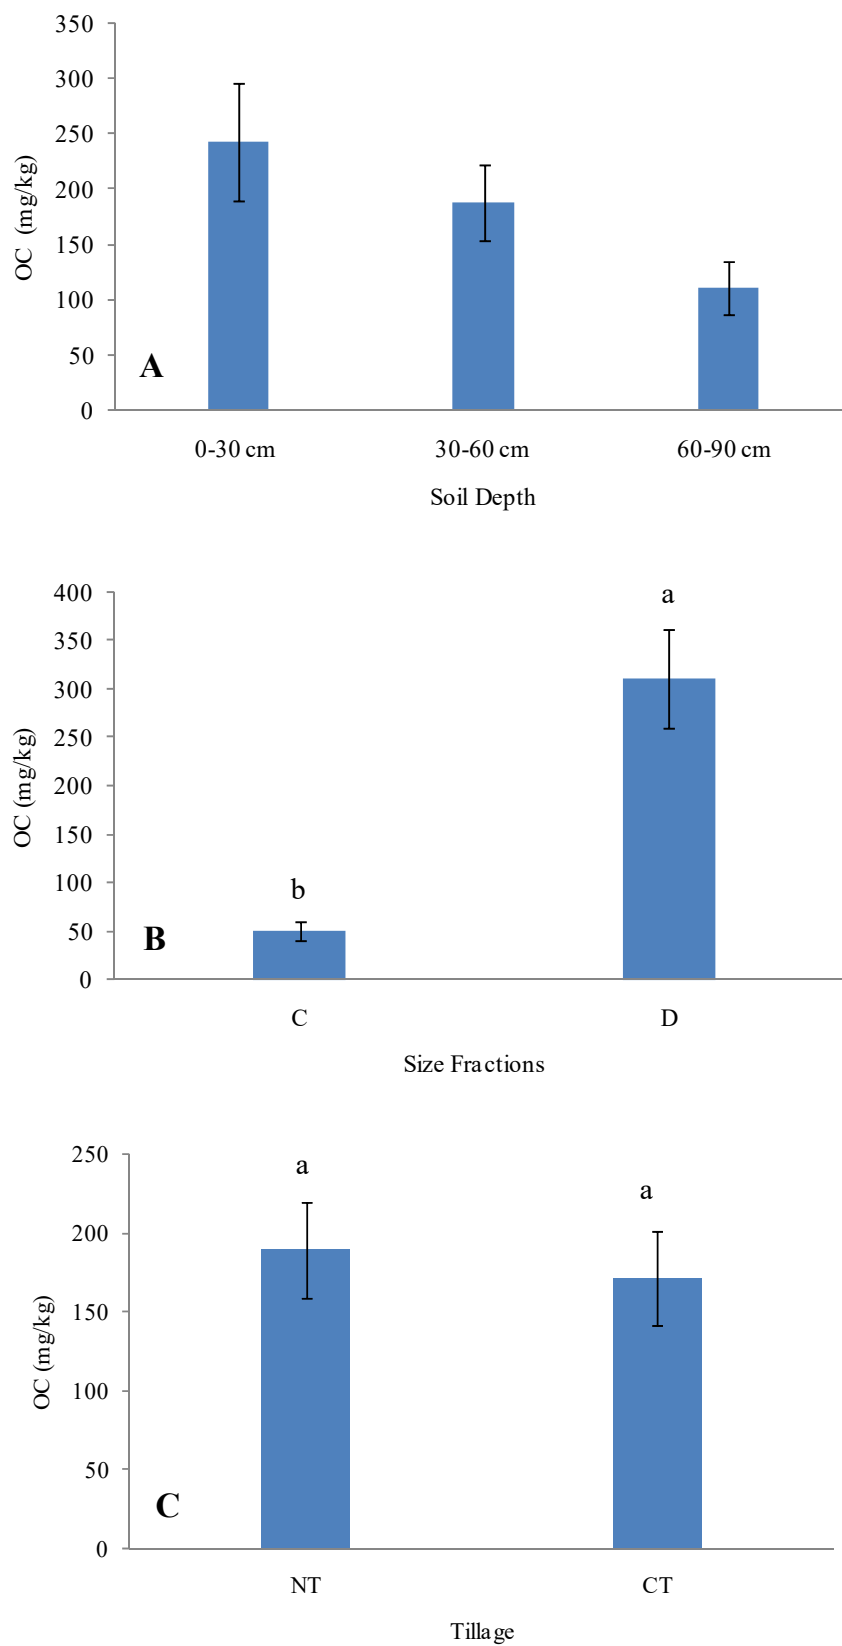 350
300
250
200
150
100
50
0
OC (mg/kg)
A
0-30 cm 30-60 cm 60-90 cm
Soil Depth
400
350
300
250
200
150
100
50
0
OC (mg/kg)
a
b
B
C D
Size Fractions
250
200
150
100
50
0
OC (mg/kg)
a a
C
NT CT
Tillage